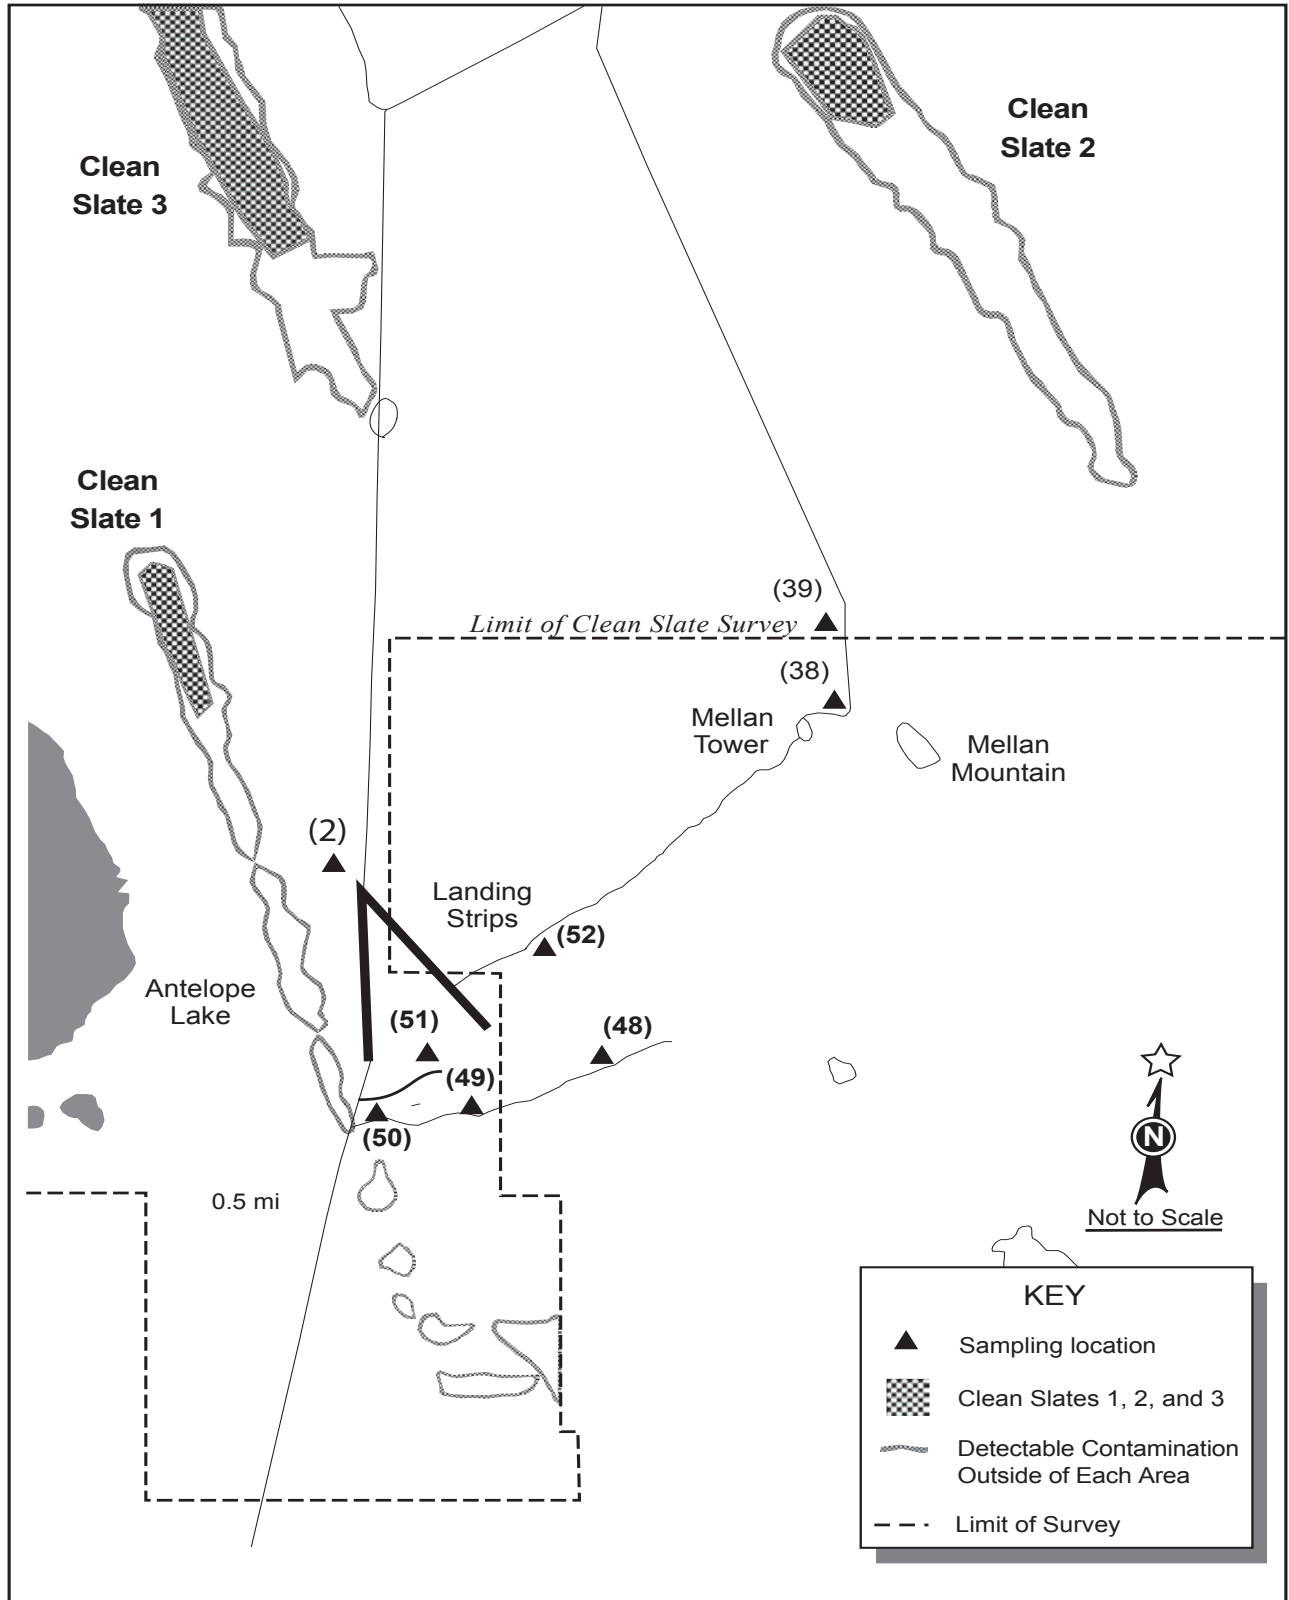 Clean
Slate 2
Clean
Slate 3
Clean
Slate 1
(39)
Limit of Clean Slate Survey
(38)
Mellan
Tower
Mellan
Mountain
(2)
Landing
Strips
(52)
Antelope
Lake
(51)
(48)
(49)
(50)
0.5 mi
N
Not to Scale
KEY
Sampling location
Clean Slates 1, 2, and 3
Detectable Contamination
Outside of Each Area
Limit of Survey